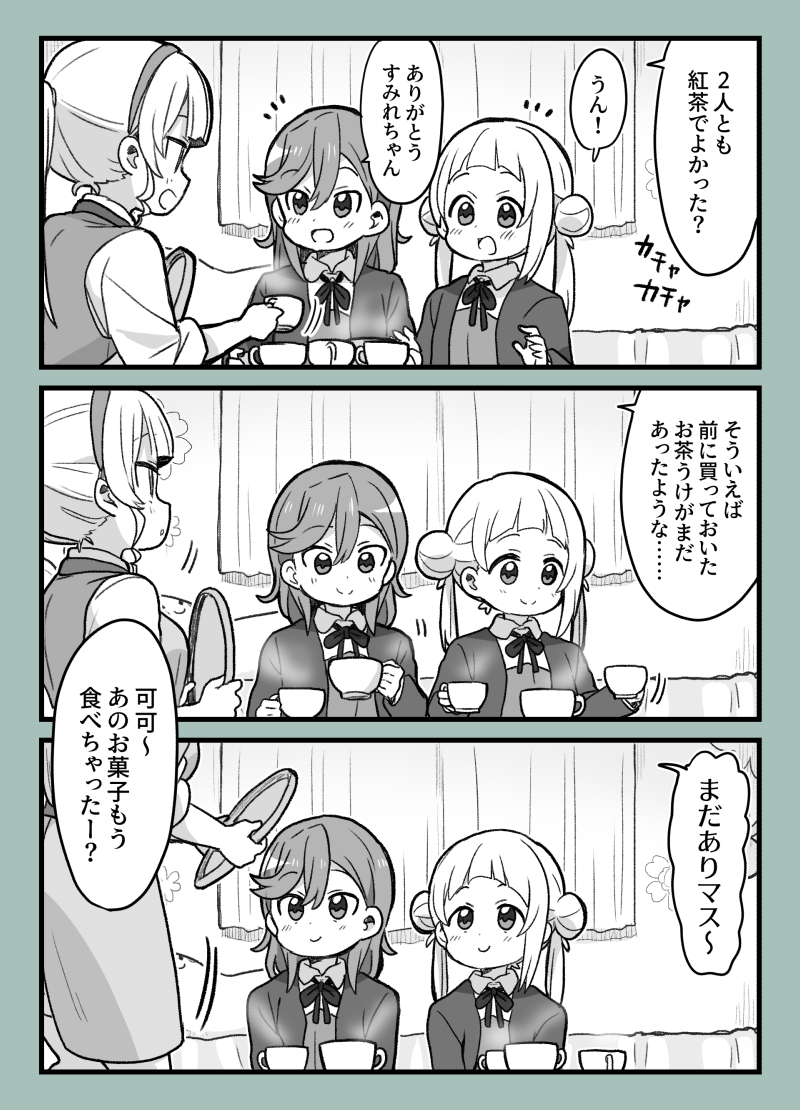 2人とも
紅茶でよかった？
うん！
ありがとう
すみれちゃん
カチャ
カチャ
そういえば
前に買っておいた
お茶うけがまだ
あったような……
可可～
あのお菓子もう
食べちゃったー？
まだありマス～